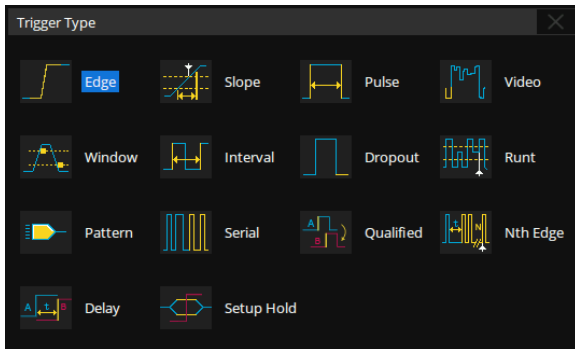 Trigger Type
Edge Slope Pulse Video
Window Interval Dropout Runt
Pattern Serial A B Qualified t N Nth Edge
A t B Delay Setup Hold